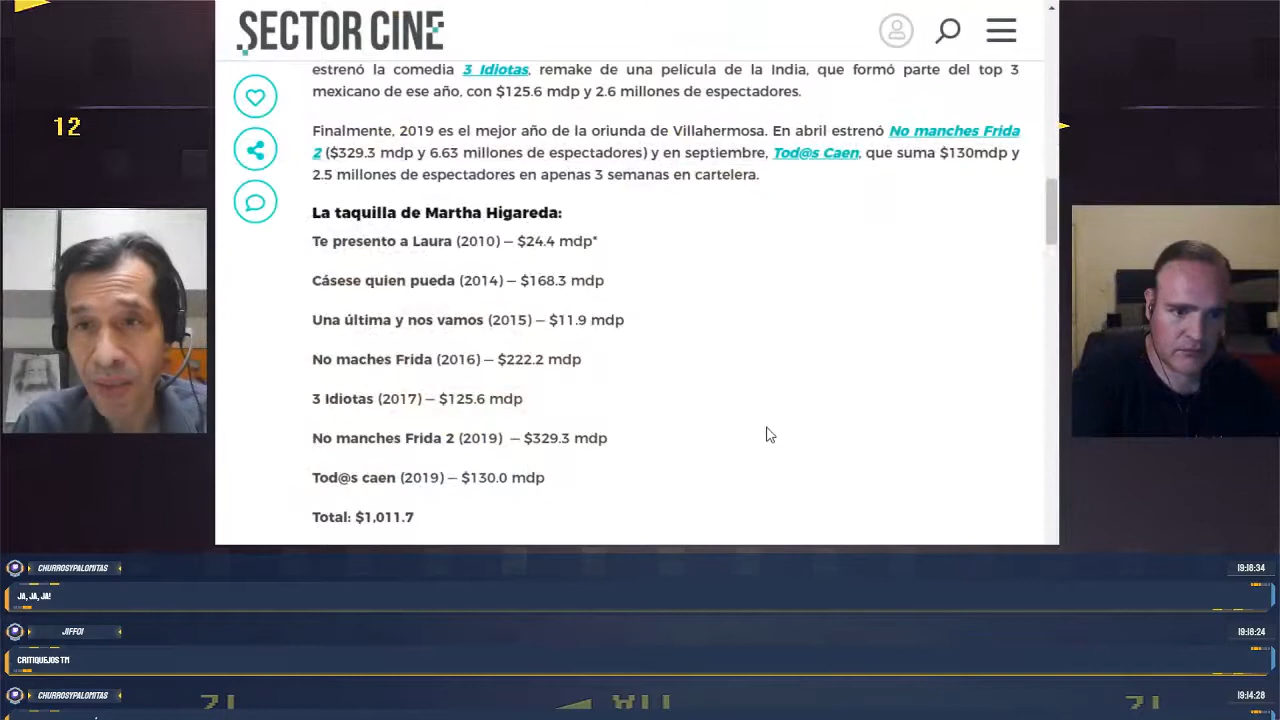 SECTOR CINE
estrenó la comedia 3 Idiotas, remake de una película de la India, que formó parte del top 3
mexicano de ese año, con $125.6 mdp y 2.6 millones de espectadores.
12
Finalmente, 2019 es el mejor año de la oriunda de Villahermosa. En abril estrenó No manches Frida
2 ($329.3 mdp y 6.63 millones de espectadores) y en septiembre, Tod@s Caen, que suma $130mdp y
2.5 millones de espectadores en apenas 3 semanas en cartelera.
La taquilla de Martha Higareda:
Te presento a Laura (2010) – $24.4 mdp*
Cásese quien pueda (2014) – $168.3 mdp
Una última y nos vamos (2015) – $11.9 mdp
No maches Frida (2016) – $222.2 mdp
3 Idiotas (2017) – $125.6 mdp
No manches Frida 2 (2019) – $329.3 mdp
Tod@s caen (2019) – $130.0 mdp
Total: $1,011.7
CHURROSYPALOMITAS 19:18:34
JA, JA, JA!
JIFFOI 19:18:24
CRITIQUEJOS TM
CHURROSYPALOMITAS 19:14:28